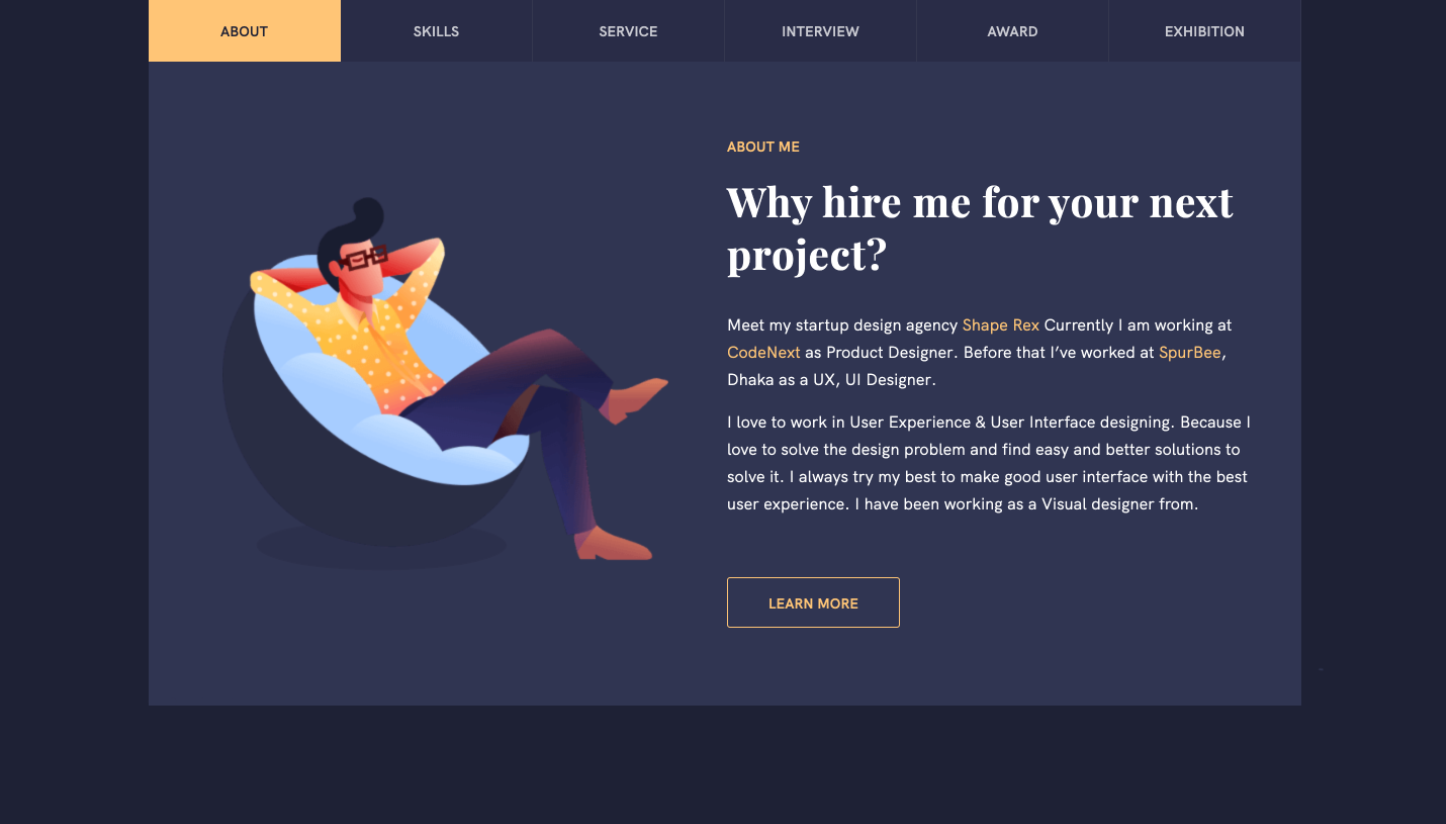 ABOUT SKILLS SERVICE INTERVIEW AWARD EXHIBITION
ABOUT ME
Why hire me for your next
project?
Meet my startup design agency Shape Rex Currently I am working at
CodeNext as Product Designer. Before that I’ve worked at SpurBee,
Dhaka as a UX, UI Designer.
I love to work in User Experience & User Interface designing. Because I
love to solve the design problem and find easy and better solutions to
solve it. I always try my best to make good user interface with the best
user experience. I have been working as a Visual designer from.
LEARN MORE